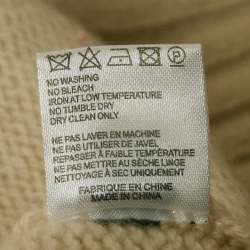 NO WASHING
NO BLEACH
IRON AT LOW TEMPERATURE
NO TUMBLE DRY
DRY CLEAN ONLY
NE PAS LAVER EN MACHINE
NE PAS UTILISER DE JAVEL
REPASSER À FAIBLE TEMPÉRATURE
NE PAS METTRE AU SÈCHE LINGE
NETTOYAGE À SEC UNIQUEMENT
FABRIQUE EN CHINE
MADE IN CHINA